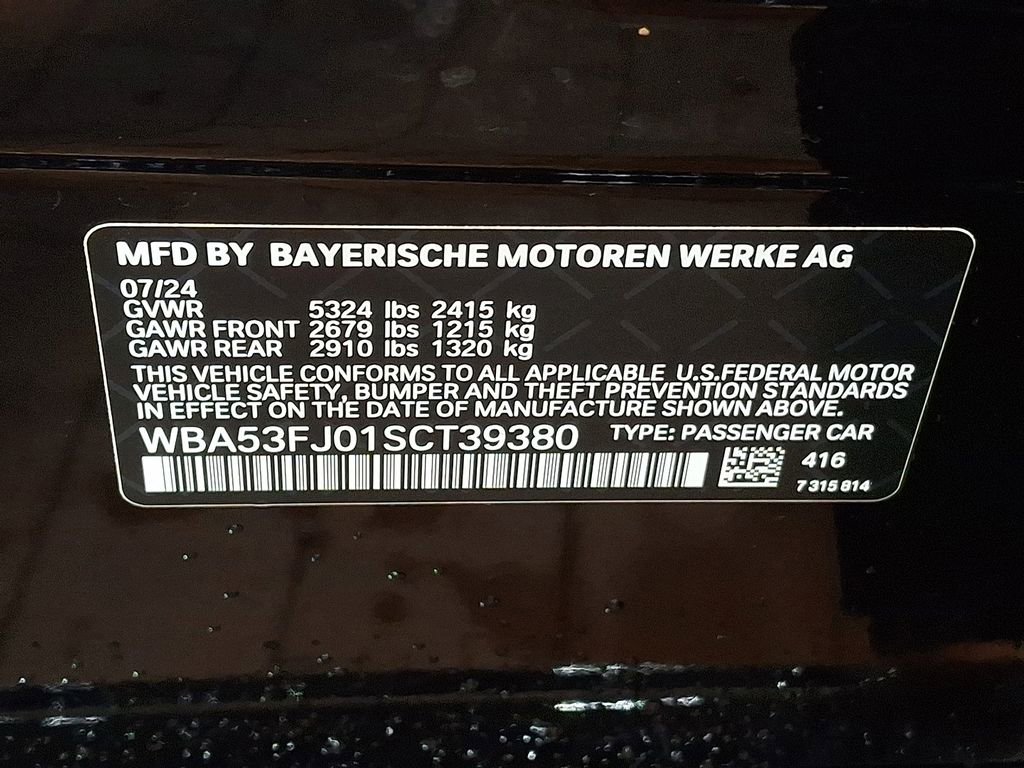 MFD BY BAYERISCHE MOTOREN WERKE AG
07/24
GVWR 5324 lbs 2415 kg
GAWR FRONT 2679 lbs 1215 kg
GAWR REAR 2910 lbs 1320 kg
THIS VEHICLE CONFORMS TO ALL APPLICABLE U.S.FEDERAL MOTOR
VEHICLE SAFETY, BUMPER AND THEFT PREVENTION STANDARDS
IN EFFECT ON THE DATE OF MANUFACTURE SHOWN ABOVE.
WBA53FJ01SCT39380 TYPE: PASSENGER CAR
416
7 315 814